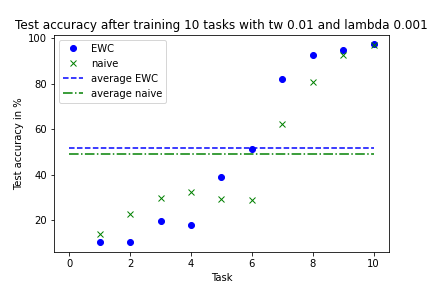 Test accuracy after training 10 tasks with tw 0.01 and lambda 0.001
100
80
60
40
20
Test accuracy in %
EWC
naive
average EWC
average naive
0 2 4 6 8 10
Task